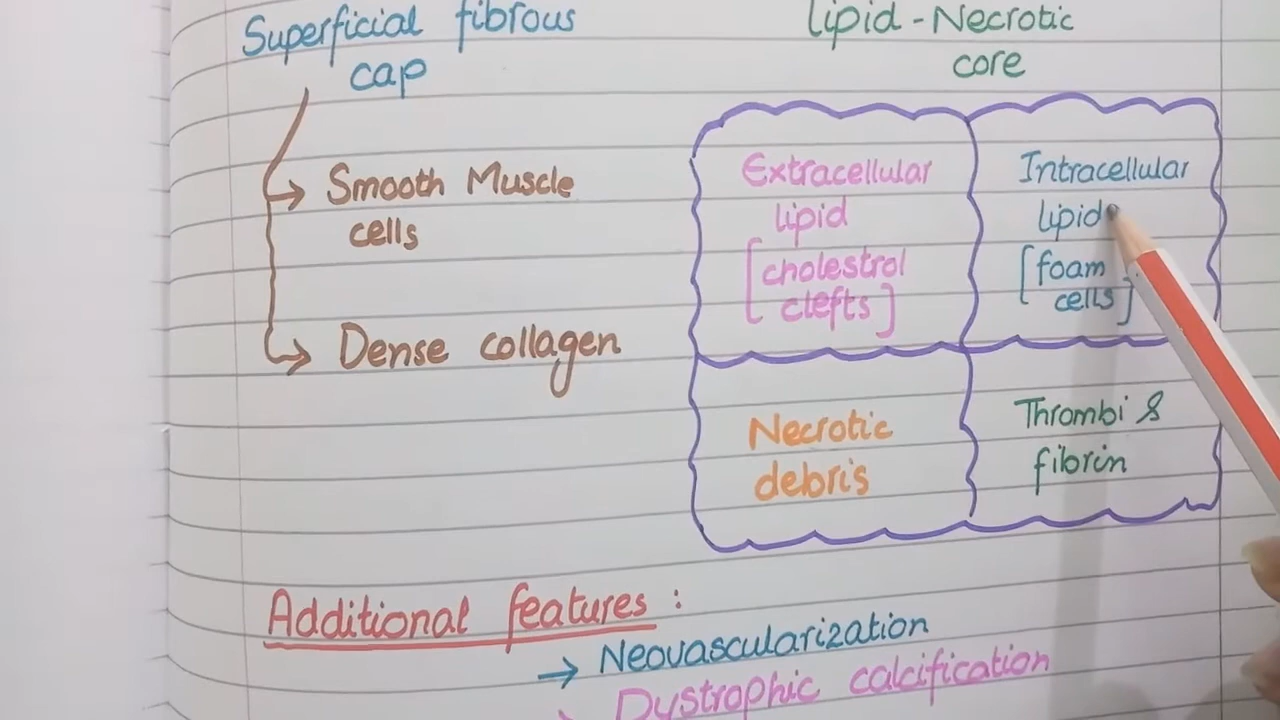 Superficial fibrous
cap
Smooth Muscle
cells
Dense collagen
lipid-Necrotic
core
Extracellular
lipid
[cholestrol
clefts]
Intracellular
lipid
[foam
cells]
Necrotic
debris
Thrombi &
fibrin
Additional features:
→ Neovascularization
Dystrophic calcification